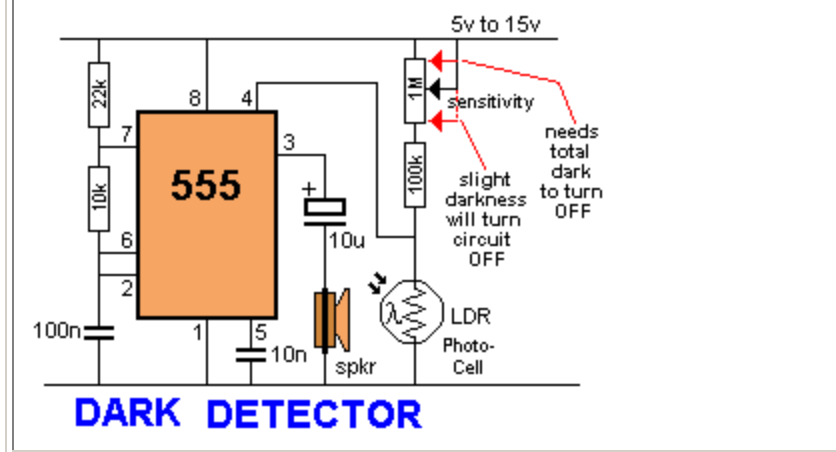 5v to 15v
22k
8
4
1M
sensitivity
7
3
needs
total
dark
to turn
OFF
555
10k
100k
slight
darkness
will turn
circuit
OFF
+
10u
6
2
λ
LDR
100n
1
5
10n
spkr
Photo-
Cell
DARK DETECTOR